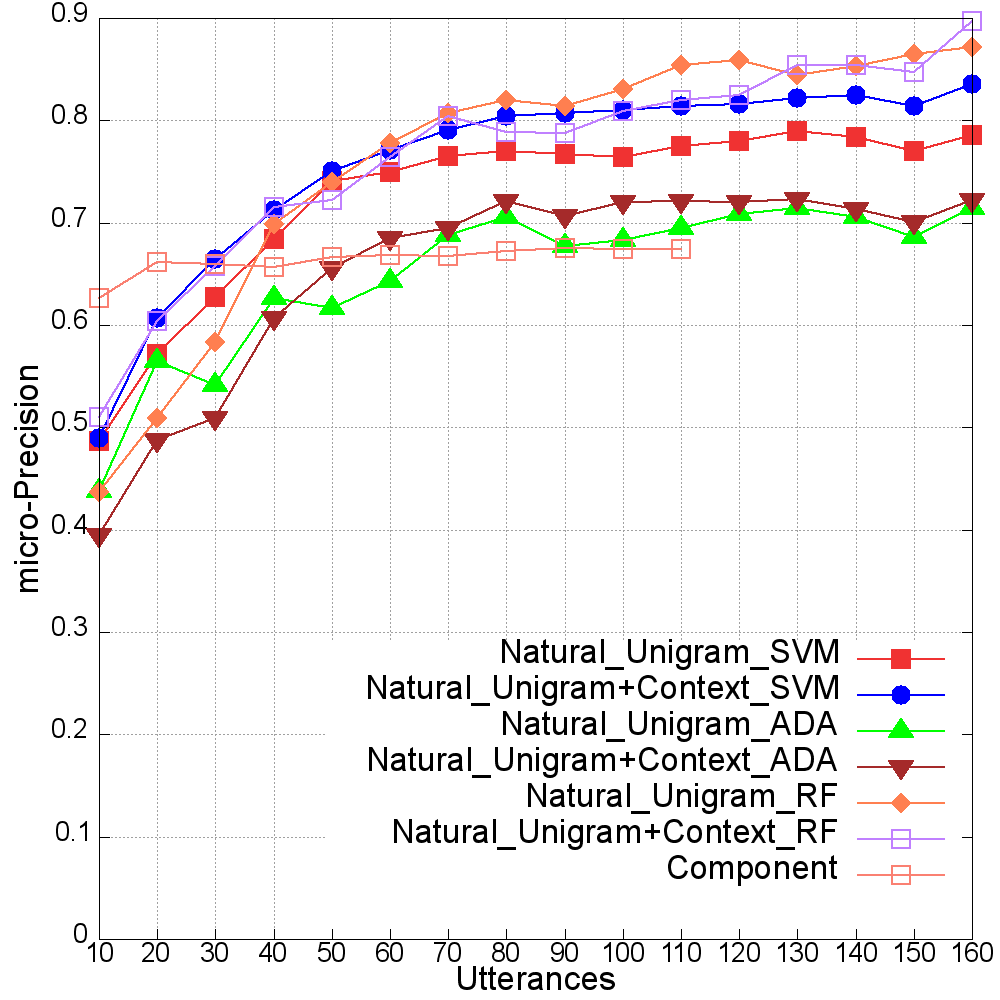 0.9
0.8
0.7
0.6
0.5
0.4
0.3
0.2
0.1
0
micro-Precision
Natural_Unigram_SVM
Natural_Unigram+Context_SVM
Natural_Unigram_ADA
Natural_Unigram+Context_ADA
Natural_Unigram_RF
Natural_Unigram+Context_RF
Component
10 20 30 40 50 60 70 80 90 100 110 120 130 140 150 160
Utterances